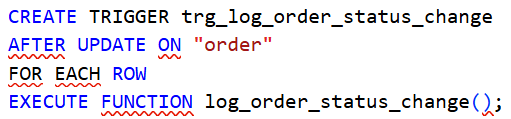 CREATE TRIGGER trg_log_order_status_change
AFTER UPDATE ON "order"
FOR EACH ROW
EXECUTE FUNCTION log_order_status_change();